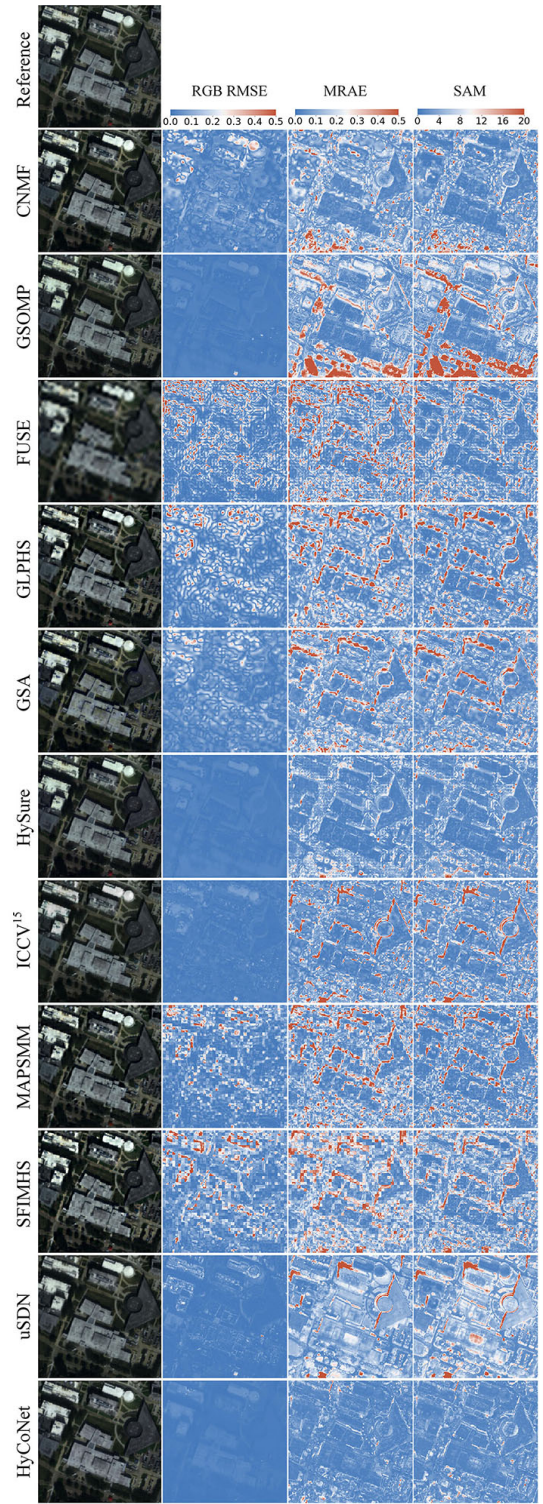 Reference
RGB RMSE MRAE SAM
0.0 0.1 0.2 0.3 0.4 0.5 0.0 0.1 0.2 0.3 0.4 0.5 0 4 8 12 16 20
CNMF
GSOMP
FUSE
GLPHS
GSA
HySure
ICCV¹⁵
MAPSMM
SFIMHS
uSDN
HyCoNet